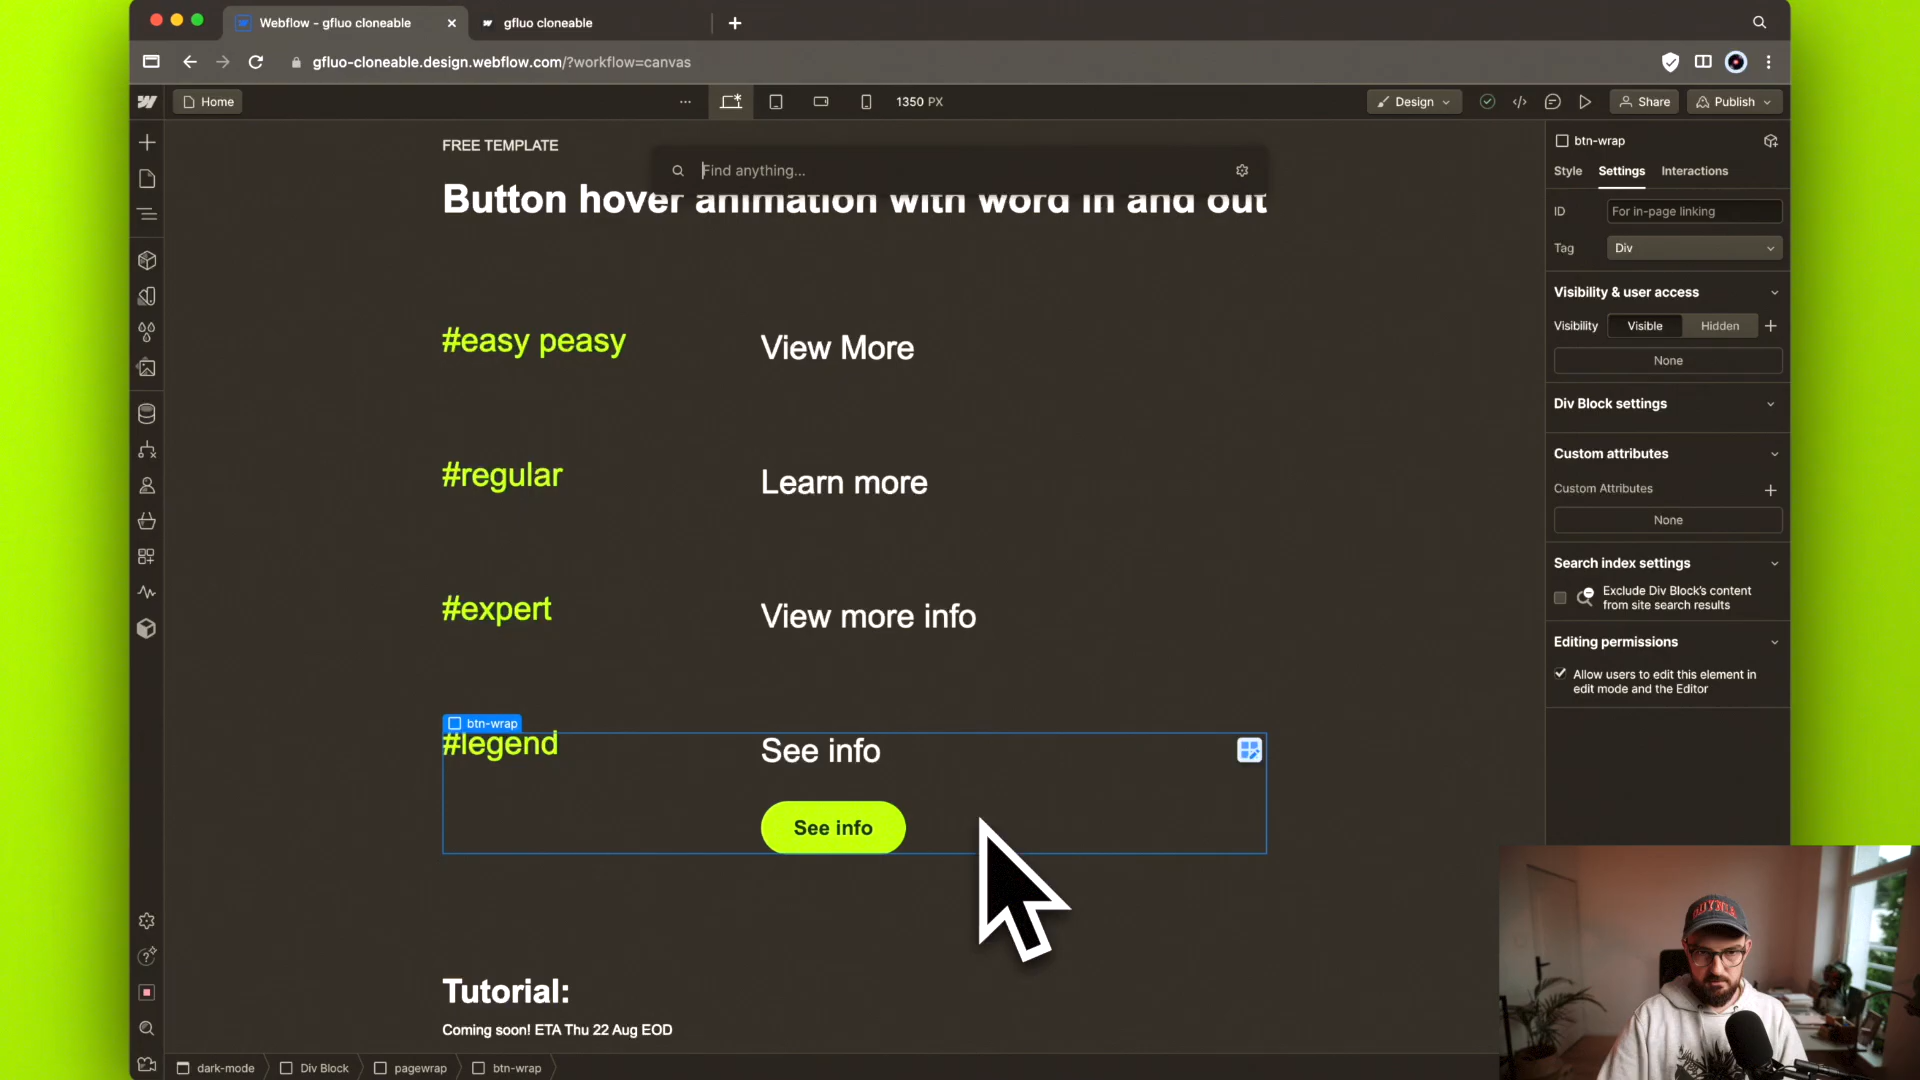 Webflow - gfluo cloneable
gfluo cloneable
gfluo-cloneable.design.webflow.com/?workflow=canvas
Home
1350 PX
Design
Share
Publish
FREE TEMPLATE
Find anything...
Button hover animation with word in and out
#easy peasy
View More
#regular
Learn more
#expert
View more info
btn-wrap
#legend
See info
See info
Tutorial:
Coming soon! ETA Thu 22 Aug EOD
btn-wrap
Style
Settings
Interactions
ID
For in-page linking
Tag
Div
Visibility & user access
Visibility
Visible
Hidden
None
Div Block settings
Custom attributes
Custom Attributes
None
Search index settings
Exclude Div Block's content
from site search results
Editing permissions
Allow users to edit this element in
edit mode and the Editor
GDYNIA
dark-mode
Div Block
pagewrap
btn-wrap